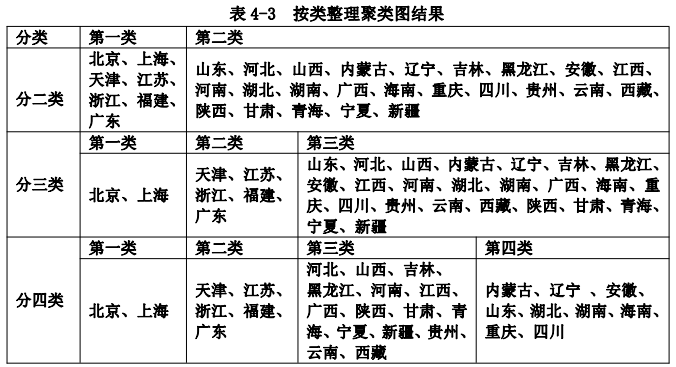 表 4-3 按类整理聚类图结果
分类 第一类 第二类
分二类
北京、上海、
天津、江苏、
浙江、福建、
广东
山东、河北、山西、内蒙古、辽宁、吉林、黑龙江、安徽、江西、
河南、湖北、湖南、广西、海南、重庆、四川、贵州、云南、西藏、
陕西、甘肃、青海、宁夏、新疆
分三类
第一类 第二类 第三类
北京、上海
天津、江苏、
浙江、福建、
广东
山东、河北、山西、内蒙古、辽宁、吉林、黑龙江、
安徽、江西、河南、湖北、湖南、广西、海南、重
庆、四川、贵州、云南、西藏、陕西、甘肃、青海、
宁夏、新疆
分四类
第一类 第二类 第三类 第四类
北京、上海
天津、江苏、
浙江、福建、
广东
河北、山西、吉林、
黑龙江、河南、江西、
广西、陕西、甘肃、青
海、宁夏、新疆、贵州、
云南、西藏
内蒙古、辽宁 、安徽、
山东、湖北、湖南、海南、
重庆、四川